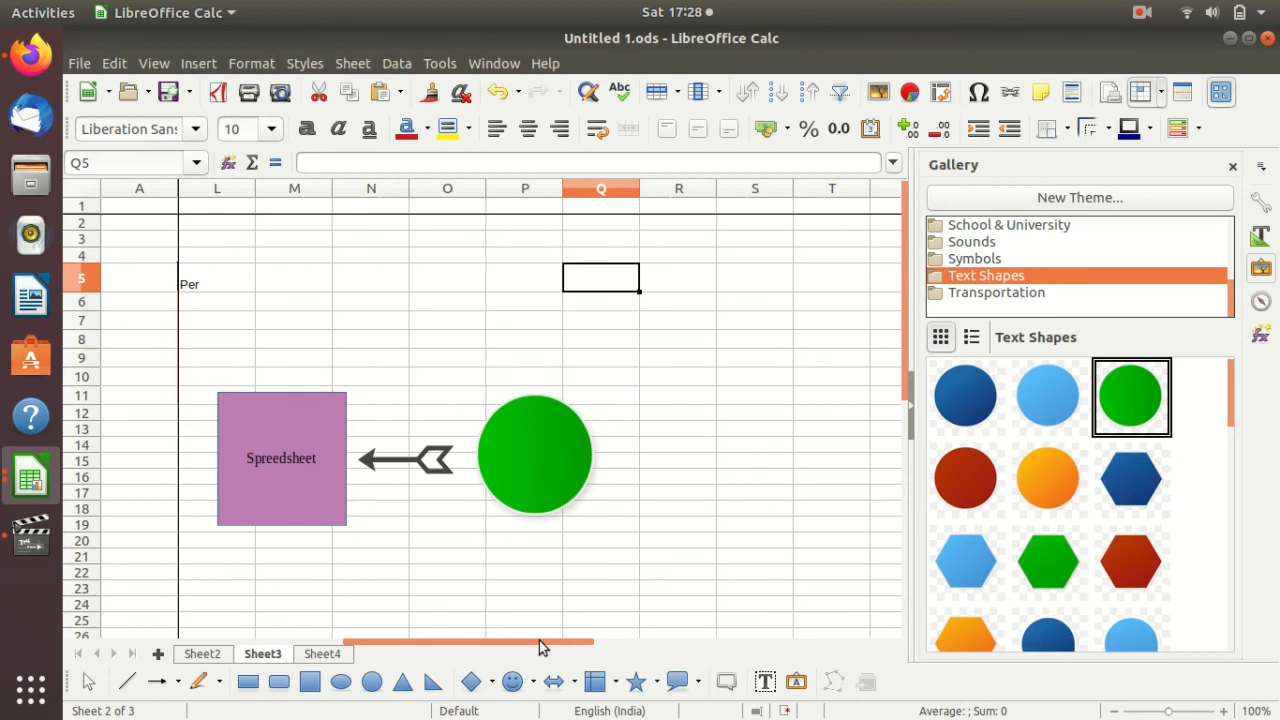 Activities LibreOffice Calc Sat 17:28
Untitled 1.ods - LibreOffice Calc
File Edit View Insert Format Styles Sheet Data Tools Window Help
Liberation Sans 10
Q5
Gallery
New Theme...
School & University
Sounds
Symbols
Text Shapes
Transportation
Text Shapes
A L M N O P Q R S T
1
2
3
4
5 Per
6
7
8
9
10
11
12
13
14
15
16
17
18
19
20
21
22
23
24
25
26
Spreedsheet
Sheet2 Sheet3 Sheet4
Sheet 2 of 3 Default English (India) Average: ; Sum: 0 100%